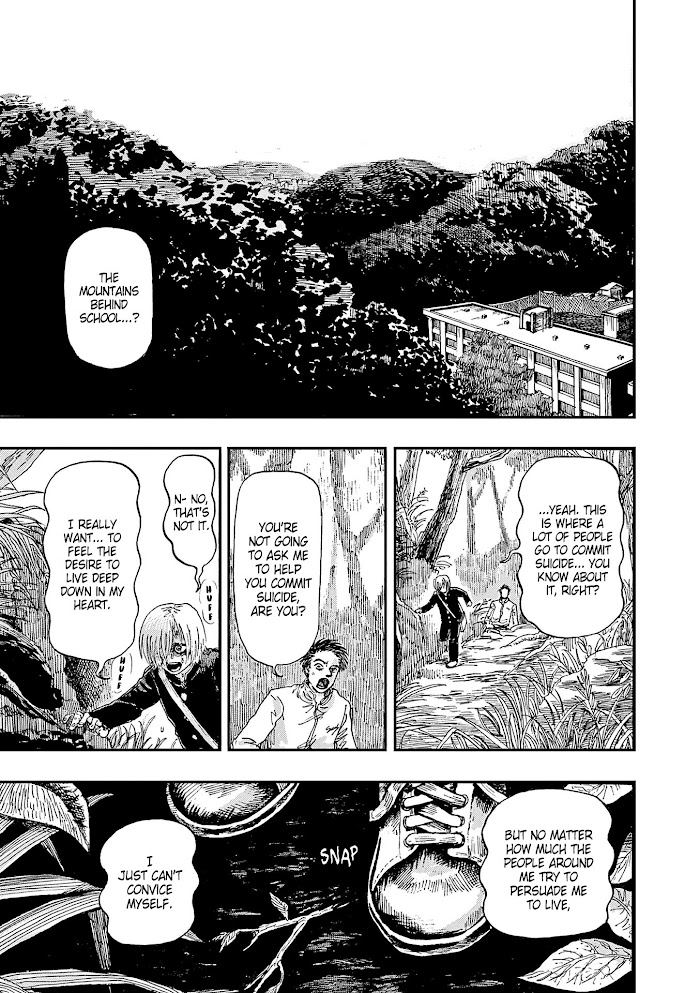 THE
MOUNTAINS
BEHIND
SCHOOL...?
...YEAH. THIS
IS WHERE A
LOT OF PEOPLE
GO TO COMMIT
SUICIDE... YOU
KNOW ABOUT
IT, RIGHT?
YOU'RE
NOT GOING
TO ASK ME
TO HELP
YOU COMMIT
SUICIDE,
ARE YOU?
N- NO,
THAT'S
NOT IT.
HUFF
I REALLY
WANT... TO
FEEL THE
DESIRE TO
LIVE DEEP
DOWN IN MY
HEART.
HUFF
BUT NO MATTER
HOW MUCH THE
PEOPLE AROUND
ME TRY TO
PERSUADE ME
TO LIVE,
SNAP
I
JUST CAN'T
CONVICE
MYSELF.